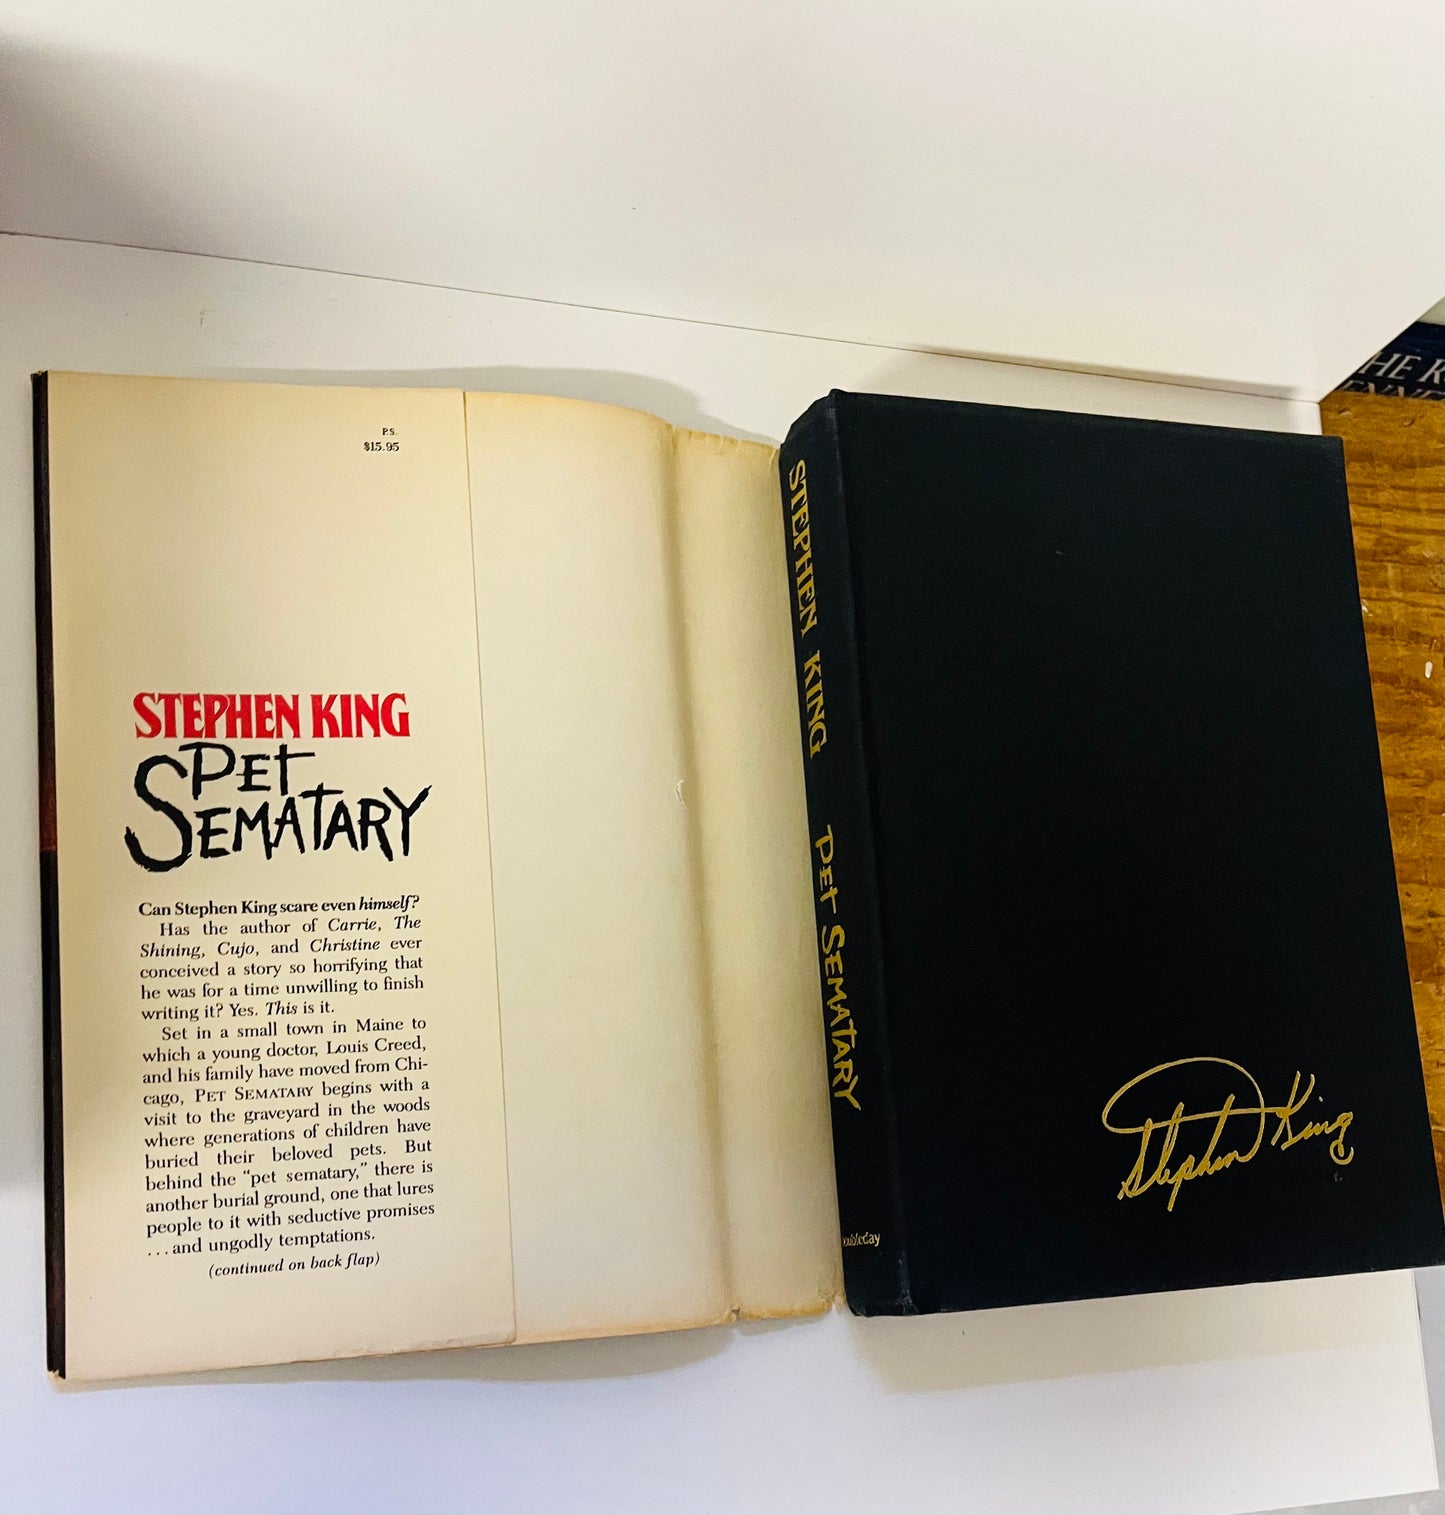 P.S.
$15.95
STEPHEN KING
PET
SEMATARY
Can Stephen King scare even himself?
Has the author of Carrie, The
Shining, Cujo, and Christine ever
conceived a story so horrifying that
he was for a time unwilling to finish
writing it? Yes. This is it.
Set in a small town in Maine to
which a young doctor, Louis Creed,
and his family have moved from Chi-
cago, PET SEMATARY begins with a
visit to the graveyard in the woods
where generations of children have
buried their beloved pets. But
behind the "pet sematary," there is
another burial ground, one that lures
people to it with seductive promises
...and ungodly temptations.
(continued on back flap)
STEPHEN KING PET SEMATARY
Doubleday
Stephen King
HE R
ENNE